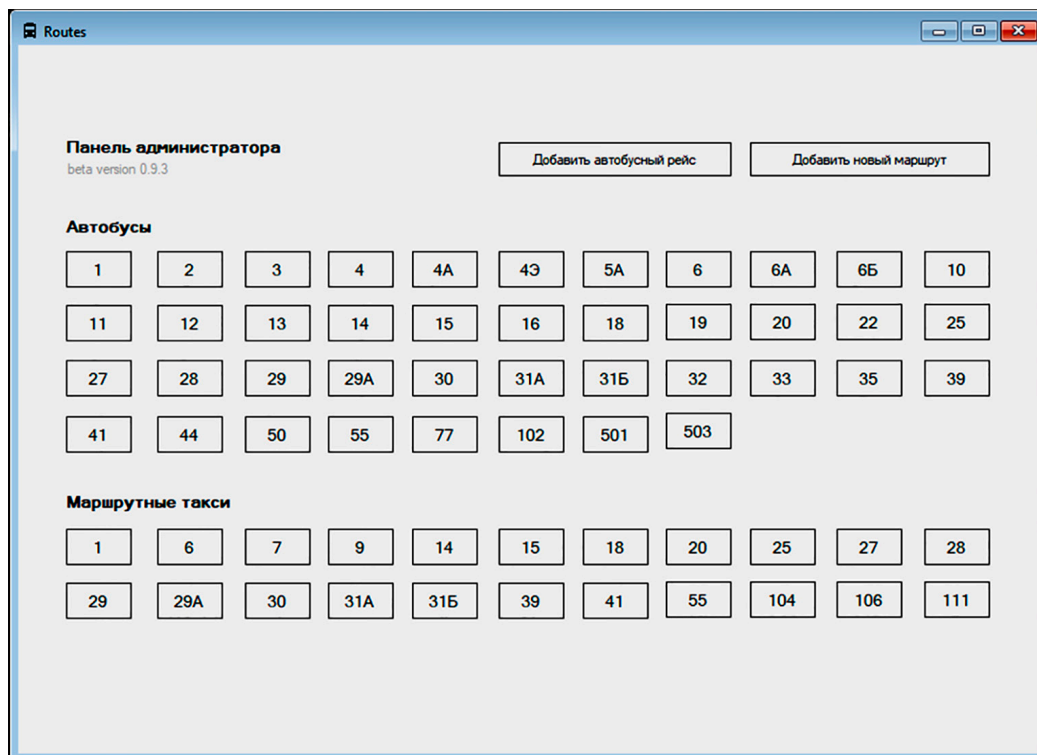 Routes
Панель администратора
beta version 0.9.3
Добавить автобусный рейс Добавить новый маршрут
Автобусы
1 2 3 4 4А 4Э 5А 6 6А 6Б 10
11 12 13 14 15 16 18 19 20 22 25
27 28 29 29А 30 31А 31Б 32 33 35 39
41 44 50 55 77 102 501 503
Маршрутные такси
1 6 7 9 14 15 18 20 25 27 28
29 29А 30 31А 31Б 39 41 55 104 106 111